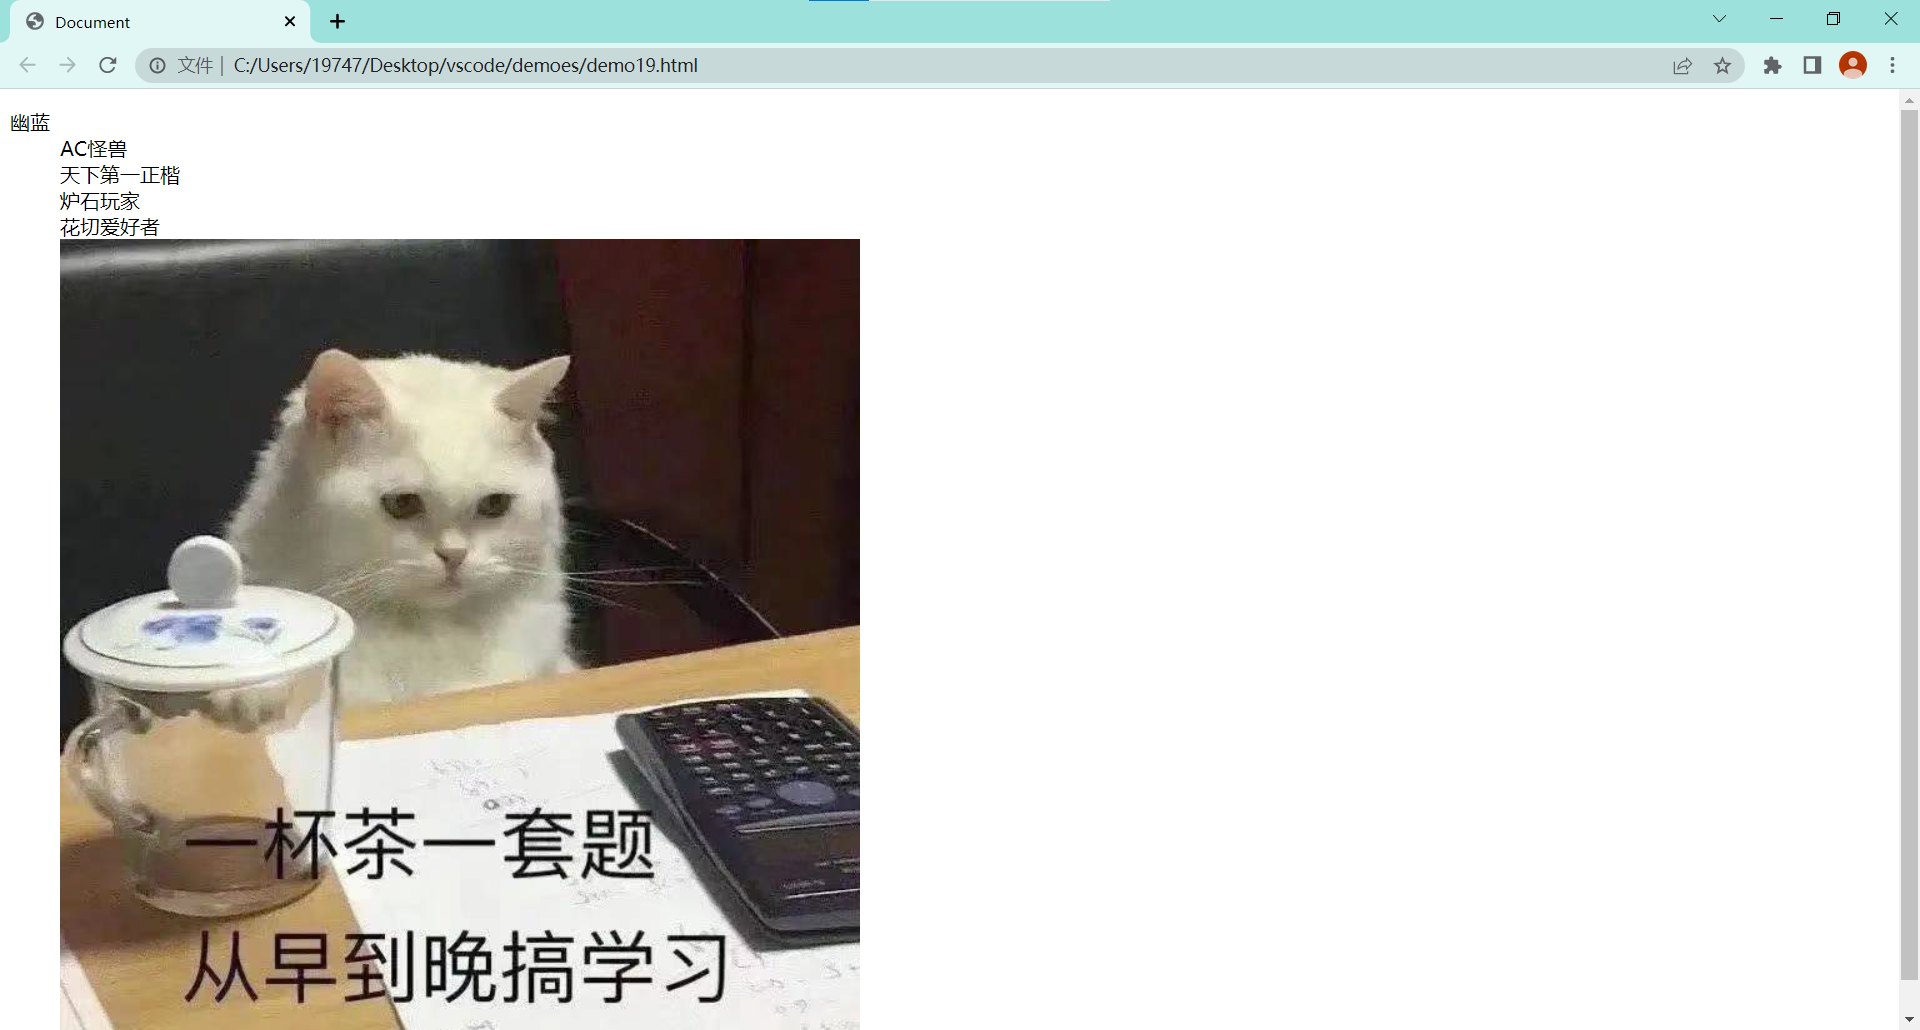 Document
文件 | C:/Users/19747/Desktop/vscode/demoes/demo19.html
幽蓝
AC怪兽
天下第一正楷
炉石玩家
花切爱好者
一杯茶一套题
从早到晚搞学习